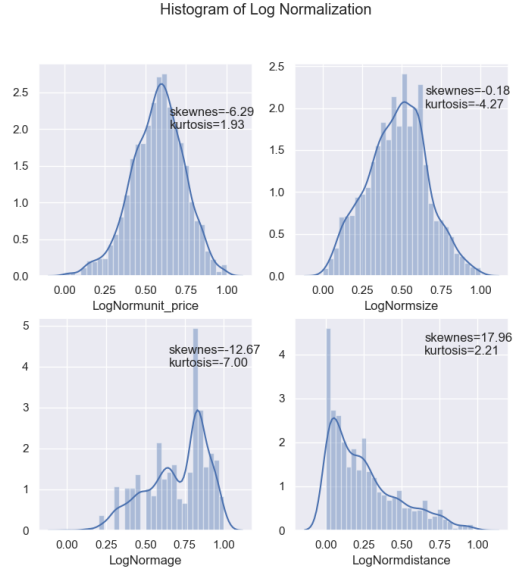 Histogram of Log Normalization
2.5
2.0
1.5
1.0
0.5
0.0
skewnes=-6.29
kurtosis=1.93
0.00 0.25 0.50 0.75 1.00
LogNormunit_price
2.5
2.0
1.5
1.0
0.5
0.0
skewnes=-0.18
kurtosis=-4.27
0.00 0.25 0.50 0.75 1.00
LogNormsize
5
4
3
2
1
0
skewnes=-12.67
kurtosis=-7.00
0.00 0.25 0.50 0.75 1.00
LogNormage
4
3
2
1
0
skewnes=17.96
kurtosis=2.21
0.00 0.25 0.50 0.75 1.00
LogNormdistance